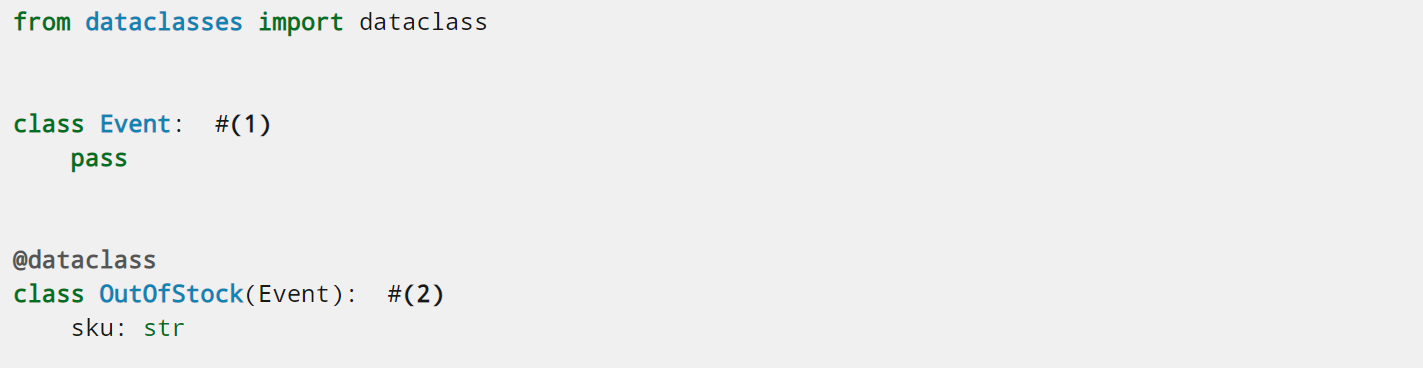 from dataclasses import dataclass
class Event:  #(1)
    pass
@dataclass
class OutOfStock(Event):  #(2)
    sku: str